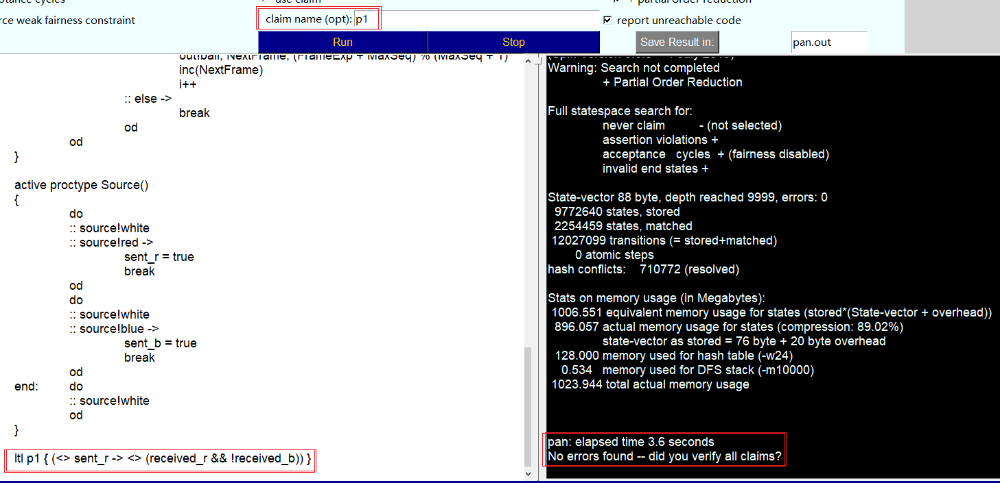 use claim
+ partial order reduction
rce weak fairness constraint
claim name (opt): p1
report unreachable code
Run
Stop
Save Result in:
pan.out
out!ball, NextFrame, (FrameExp + MaxSeq) % (MaxSeq + 1)
inc(NextFrame)
i++
:: else ->
break
od
od
}
active proctype Source()
{
do
:: source!white
:: source!red ->
sent_r = true
break
od
do
:: source!white
:: source!blue ->
sent_b = true
break
od
end: do
:: source!white
od
}
ltl p1 { (<> sent_r -> <> (received_r && !received_b)) }
Warning: Search not completed
+ Partial Order Reduction
Full statespace search for:
never claim - (not selected)
assertion violations +
acceptance cycles + (fairness disabled)
invalid end states +
State-vector 88 byte, depth reached 9999, errors: 0
9772640 states, stored
2254459 states, matched
12027099 transitions (= stored+matched)
0 atomic steps
hash conflicts: 710772 (resolved)
Stats on memory usage (in Megabytes):
1006.551 equivalent memory usage for states (stored*(State-vector + overhead))
896.057 actual memory usage for states (compression: 89.02%)
state-vector as stored = 76 byte + 20 byte overhead
128.000 memory used for hash table (-w24)
0.534 memory used for DFS stack (-m10000)
1023.944 total actual memory usage
pan: elapsed time 3.6 seconds
No errors found -- did you verify all claims?